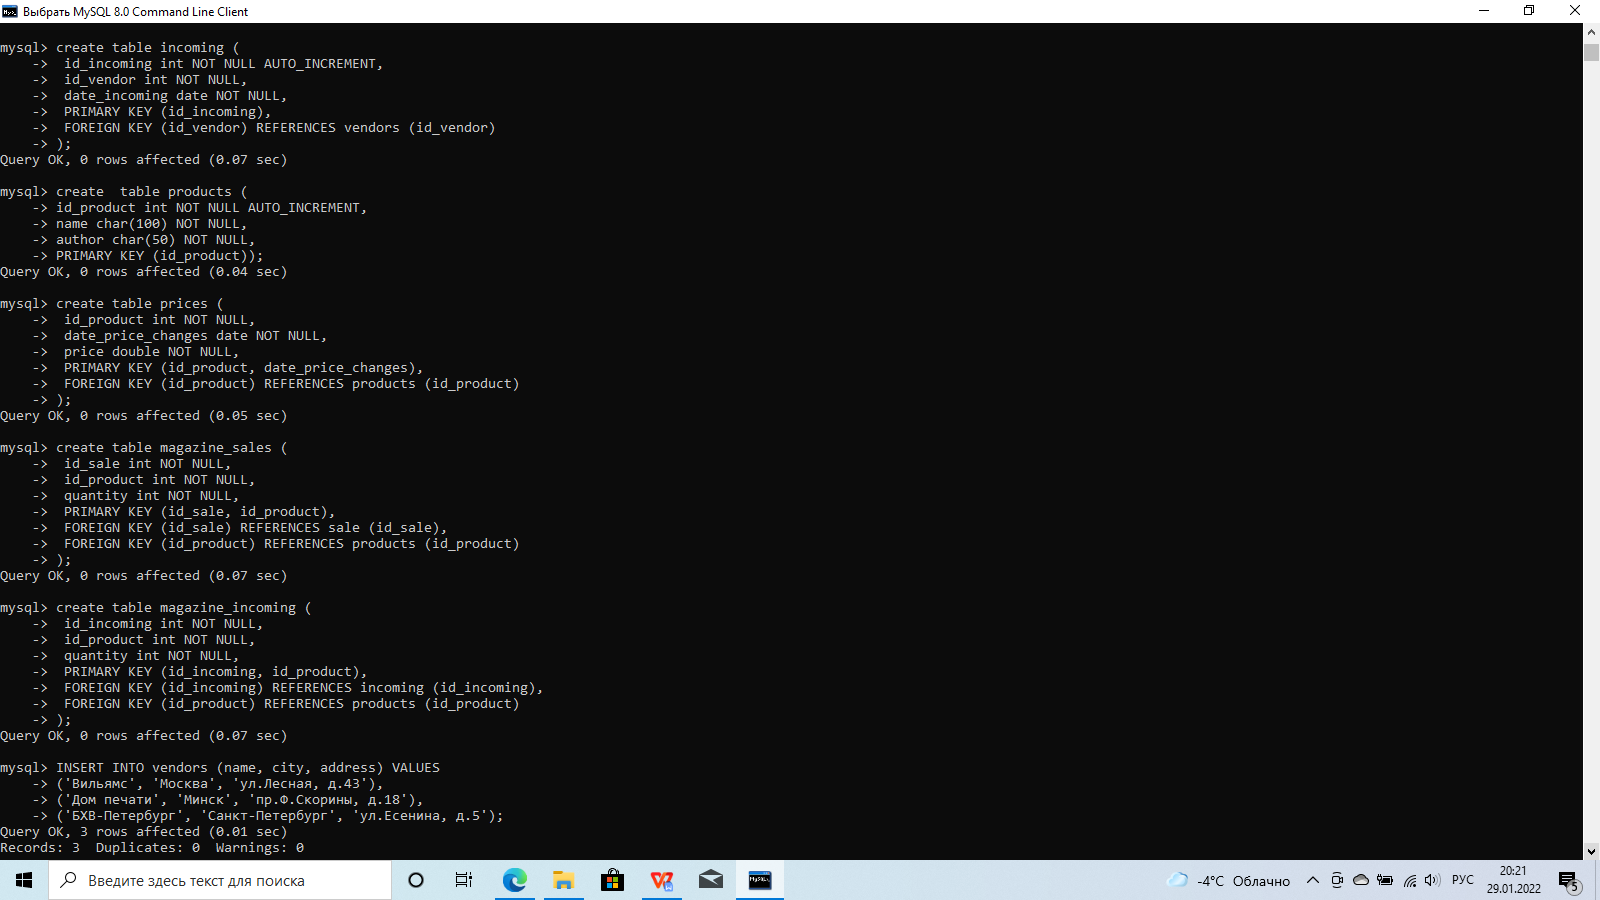 Выбрать MySQL 8.0 Command Line Client
mysql> create table incoming (
    ->  id_incoming int NOT NULL AUTO_INCREMENT,
    ->  id_vendor int NOT NULL,
    ->  date_incoming date NOT NULL,
    ->  PRIMARY KEY (id_incoming),
    ->  FOREIGN KEY (id_vendor) REFERENCES vendors (id_vendor)
    -> );
Query OK, 0 rows affected (0.07 sec)
mysql> create  table products (
    -> id_product int NOT NULL AUTO_INCREMENT,
    -> name char(100) NOT NULL,
    -> author char(50) NOT NULL,
    -> PRIMARY KEY (id_product));
Query OK, 0 rows affected (0.04 sec)
mysql> create table prices (
    ->  id_product int NOT NULL,
    ->  date_price_changes date NOT NULL,
    ->  price double NOT NULL,
    ->  PRIMARY KEY (id_product, date_price_changes),
    ->  FOREIGN KEY (id_product) REFERENCES products (id_product)
    -> );
Query OK, 0 rows affected (0.05 sec)
mysql> create table magazine_sales (
    ->  id_sale int NOT NULL,
    ->  id_product int NOT NULL,
    ->  quantity int NOT NULL,
    ->  PRIMARY KEY (id_sale, id_product),
    ->  FOREIGN KEY (id_sale) REFERENCES sale (id_sale),
    ->  FOREIGN KEY (id_product) REFERENCES products (id_product)
    -> );
Query OK, 0 rows affected (0.07 sec)
mysql> create table magazine_incoming (
    ->  id_incoming int NOT NULL,
    ->  id_product int NOT NULL,
    ->  quantity int NOT NULL,
    ->  PRIMARY KEY (id_incoming, id_product),
    ->  FOREIGN KEY (id_incoming) REFERENCES incoming (id_incoming),
    ->  FOREIGN KEY (id_product) REFERENCES products (id_product)
    -> );
Query OK, 0 rows affected (0.07 sec)
mysql> INSERT INTO vendors (name, city, address) VALUES
    -> ('Вильямс', 'Москва', 'ул.Лесная, д.43'),
    -> ('Дом печати', 'Минск', 'пр.Ф.Скорины, д.18'),
    -> ('БХВ-Петербург', 'Санкт-Петербург', 'ул.Есенина, д.5');
Query OK, 3 rows affected (0.01 sec)
Records: 3  Duplicates: 0  Warnings: 0
Введите здесь текст для поиска
MySQL
-4°C Облачно
РУС
20:21
29.01.2022
5